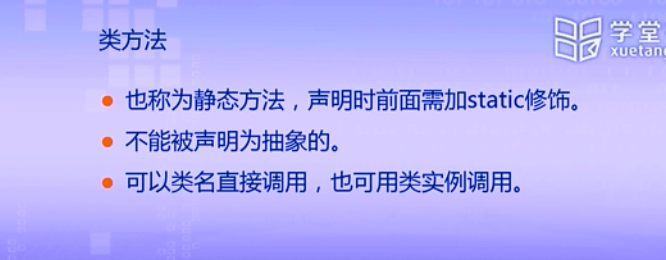 类方法
学堂
xuetang
也称为静态方法，声明时前面需加static修饰。
不能被声明为抽象的。
可以类名直接调用，也可用类实例调用。